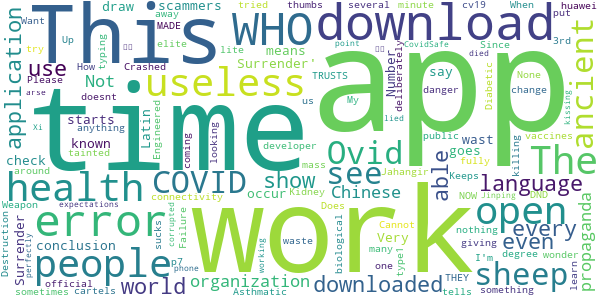 This WHO download ancient
draw scammers thumbs several minute cv19 When huawei
Want try Up away tried elite lite typing means put 3rd
MADE Since point died CovidSafe None
application use useless Please How Crashed Not
Surrender' Number TRUSTS deliberately say danger Diabetic change
arse doesnt us My lied kissing
time app The
Xi check around starts anything known tainted Latin Engineered
developer coming looking Ovid see able public goes wast vaccines
health COVID show Chinese occur mass Jahangir Very killing fully
connectivity Kidney Keeps language
error work open every even propaganda
Destruction Weapon Surrender expectations conclusion sucks perfectly
corrupted Failure Does waste biological many type1 Cannot THEY
NOW Jinping DND nothing giving I'm degree wonder learn
people world organization downloaded sheep
official sometimes cartels p7 phone working one tells something